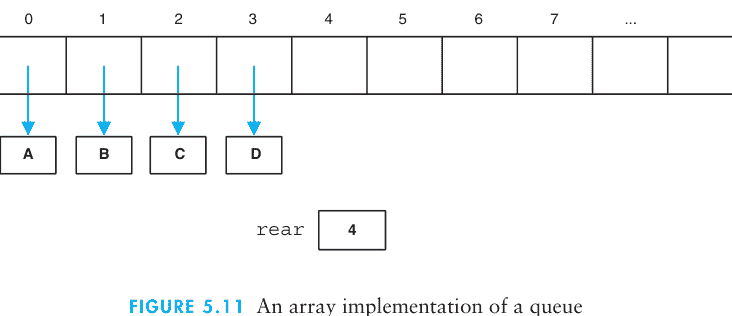 0 1 2 3 4 5 6 7 ...
A B C D
rear 4
FIGURE 5.11 An array implementation of a queue